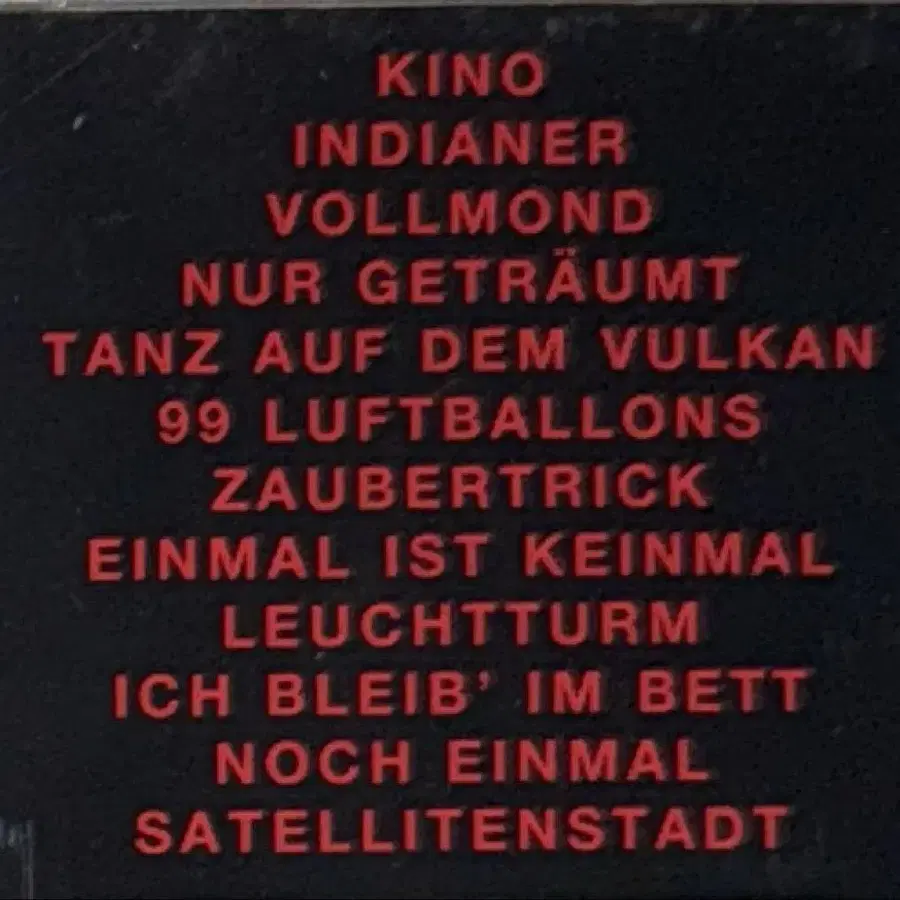 KINO
INDIANER
VOLLMOND
NUR GETRÄUMT
TANZ AUF DEM VULKAN
99 LUFTBALLONS
ZAUBERTRICK
EINMAL IST KEINMAL
LEUCHTTURM
ICH BLEIB’ IM BETT
NOCH EINMAL
SATELLITENSTADT